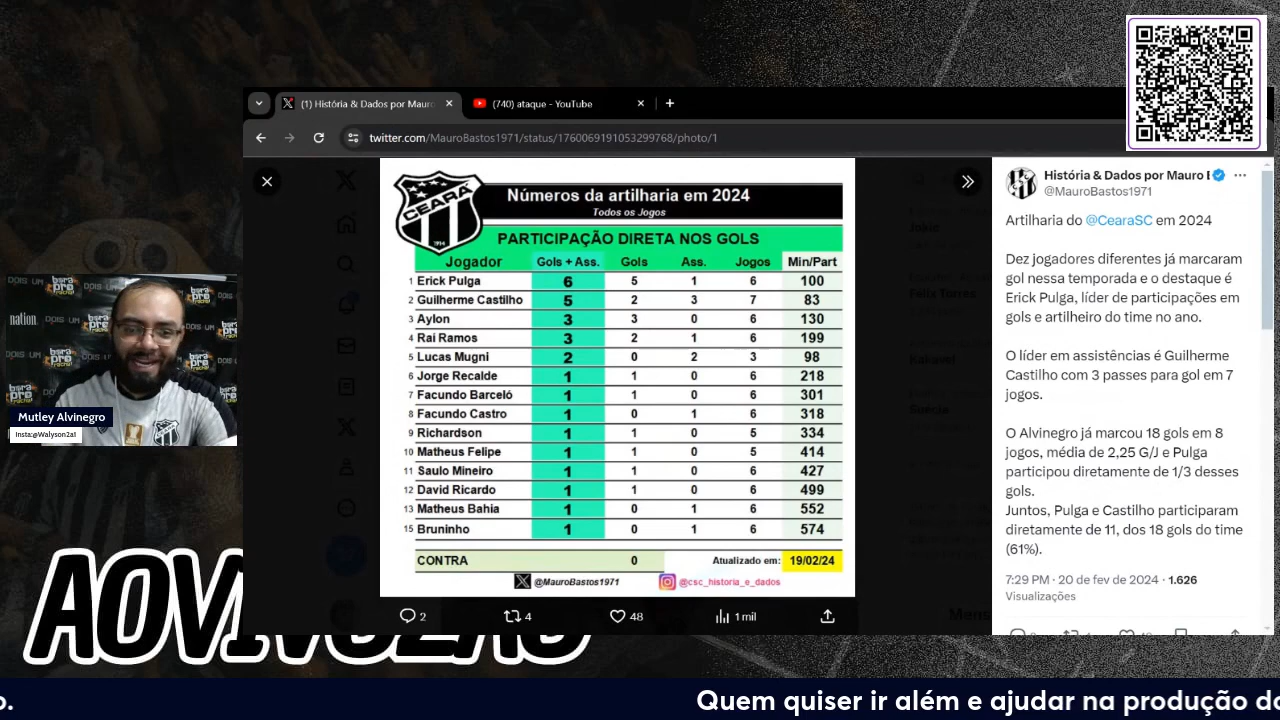 (1) História & Dados por Mauro
(740) ataque - YouTube
twitter.com/MauroBastos1971/status/1760069191053299768/photo/1
CEARÁ
1914
Números da artilharia em 2024
Todos os Jogos
PARTICIPAÇÃO DIRETA NOS GOLS
Jogador Gols + Ass. Gols Ass. Jogos Min/Part
1 Erick Pulga 6 5 1 6 100
2 Guilherme Castilho 5 2 3 7 83
3 Aylon 3 3 0 6 130
4 Raí Ramos 3 2 1 6 199
5 Lucas Mugni 2 0 2 3 98
6 Jorge Recalde 1 1 0 6 218
7 Facundo Barceló 1 1 0 6 301
8 Facundo Castro 1 0 1 6 318
9 Richardson 1 1 0 5 334
10 Matheus Felipe 1 1 0 5 414
11 Saulo Mineiro 1 1 0 6 427
12 David Ricardo 1 1 0 6 499
13 Matheus Bahia 1 0 1 6 552
15 Bruninho 1 0 1 6 574
CONTRA 0 Atualizado em: 19/02/24
@MauroBastos1971 @csc_historia_e_dados
2 4 48 1 mil
História & Dados por Mauro
@MauroBastos1971
Artilharia do @CearaSC em 2024
Dez jogadores diferentes já marcaram
gol nessa temporada e o destaque é
Erick Pulga, líder de participações em
gols e artilheiro do time no ano.
O líder em assistências é Guilherme
Castilho com 3 passes para gol em 7
jogos.
O Alvinegro já marcou 18 gols em 8
jogos, média de 2,25 G/J e Pulga
participou diretamente de 1/3 desses
gols.
Juntos, Pulga e Castilho participaram
diretamente de 11, dos 18 gols do time
(61%).
7:29 PM · 20 de fev de 2024 · 1.626
Visualizações
nation
Mutley Alvinegro
Insta:@Walyson2a1
AOVIVOZAO
o.
Quem quiser ir além e ajudar na produção do